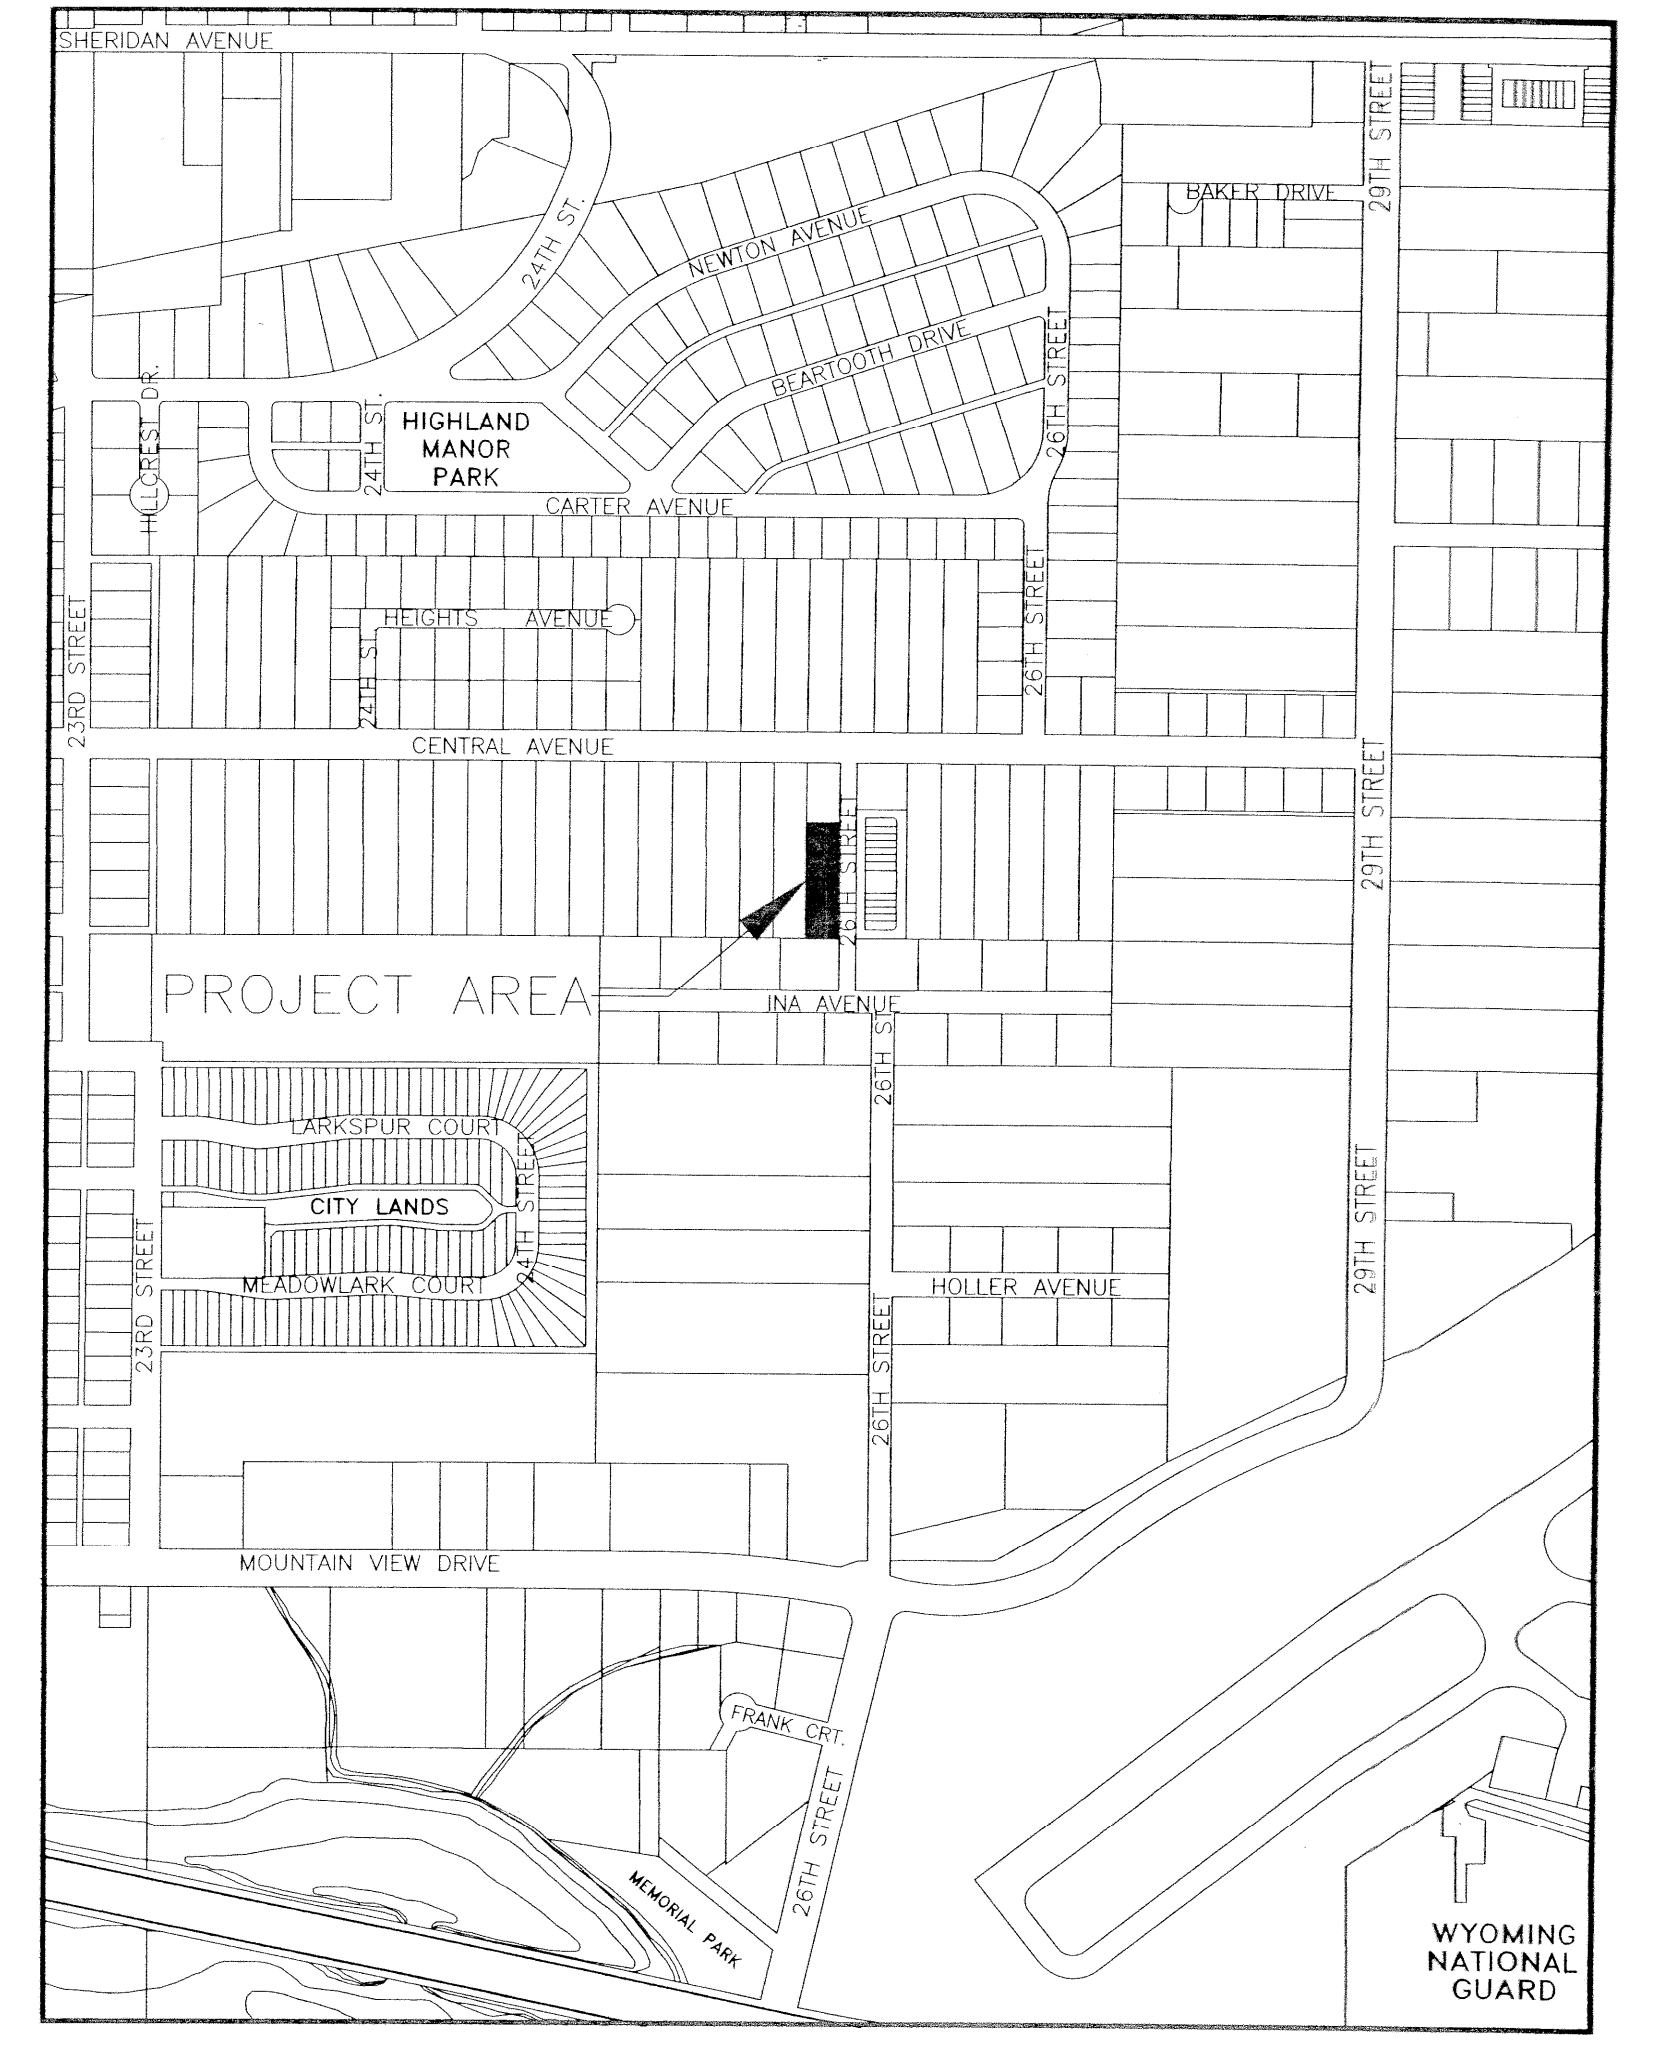 SHERIDAN AVENUE
29TH STREET
BAKER DRIVE
24TH ST.
NEWTON AVENUE
BEARTOOTH DRIVE
26TH STREET
HILLCREST DR.
24TH ST.
HIGHLAND
MANOR
PARK
CARTER AVENUE
23RD STREET
HEIGHTS AVENUE
24TH ST
26TH STREET
CENTRAL AVENUE
29TH STREET
26TH STREET
PROJECT AREA
INA AVENUE
26TH ST
LARKSPUR COURT
24TH STREET
CITY LANDS
MEADOWLARK COURT
23RD STREET
29TH STREET
HOLLER AVENUE
26TH STREET
MOUNTAIN VIEW DRIVE
FRANK CRT.
26TH STREET
MEMORIAL PARK
WYOMING
NATIONAL
GUARD